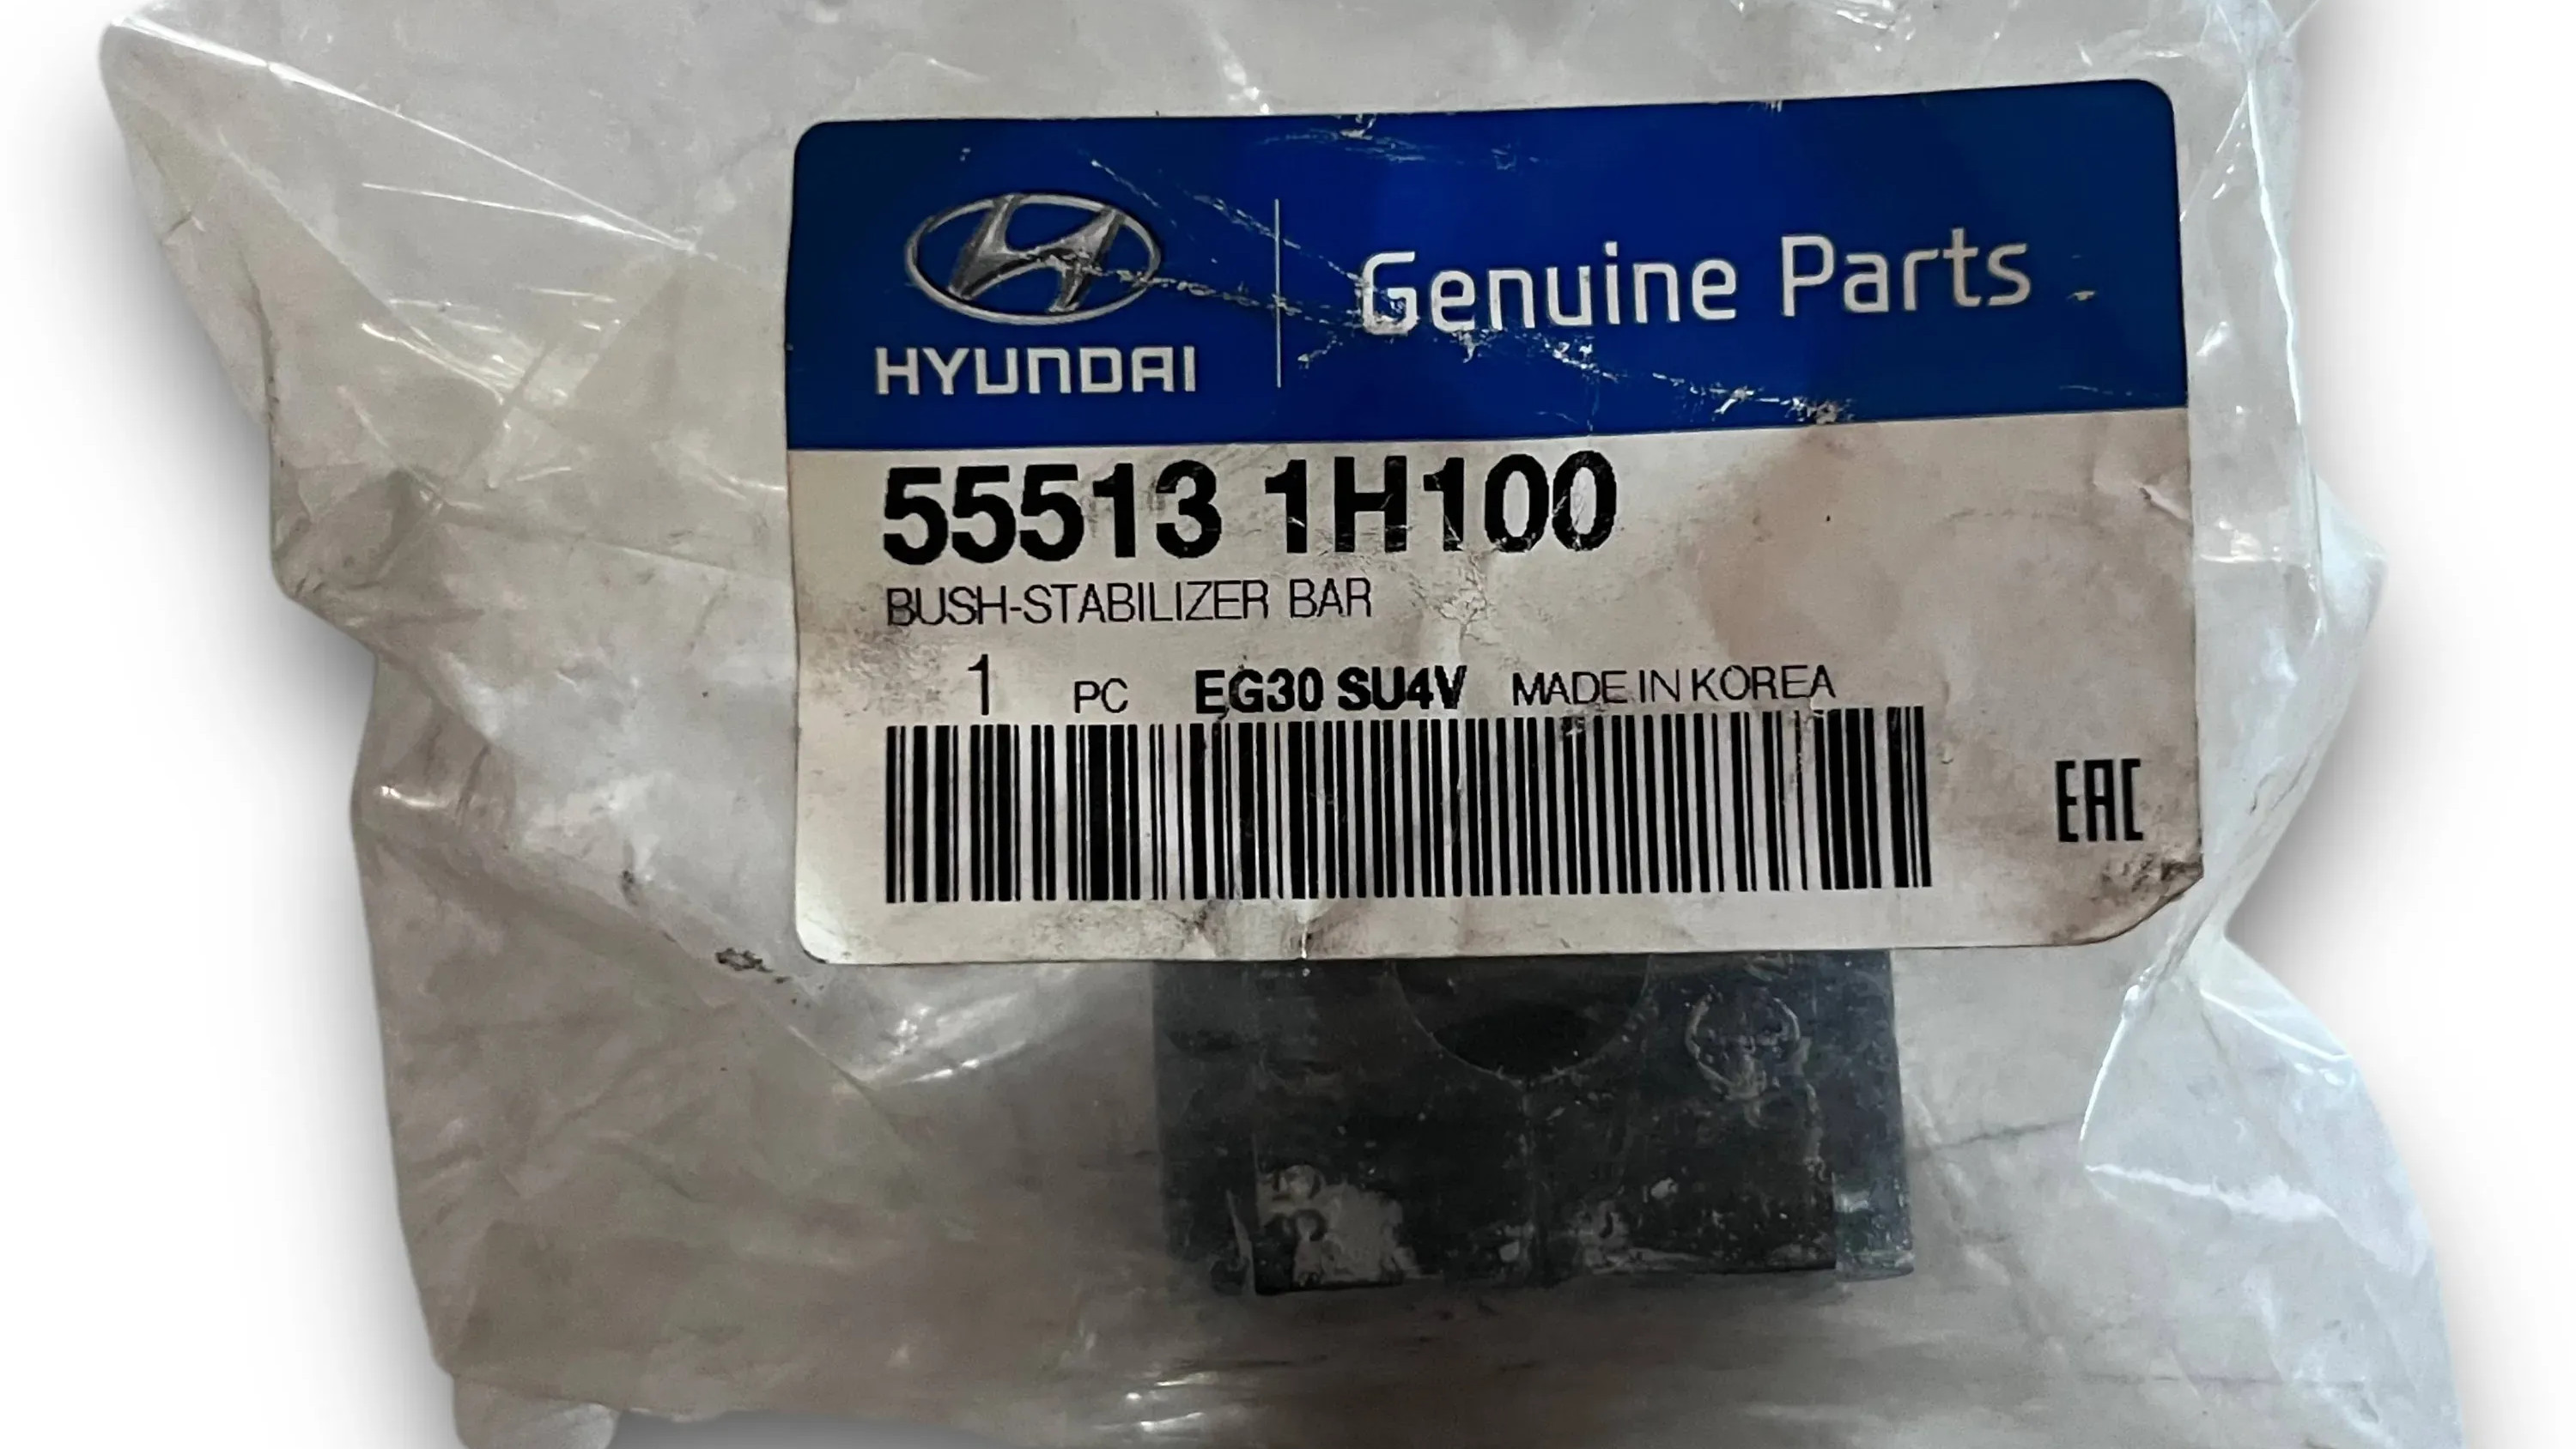 HYUNDAI
Genuine Parts
55513 1H100
BUSH-STABILIZER BAR
1 PC EG30 SU4V MADE IN KOREA
EAC